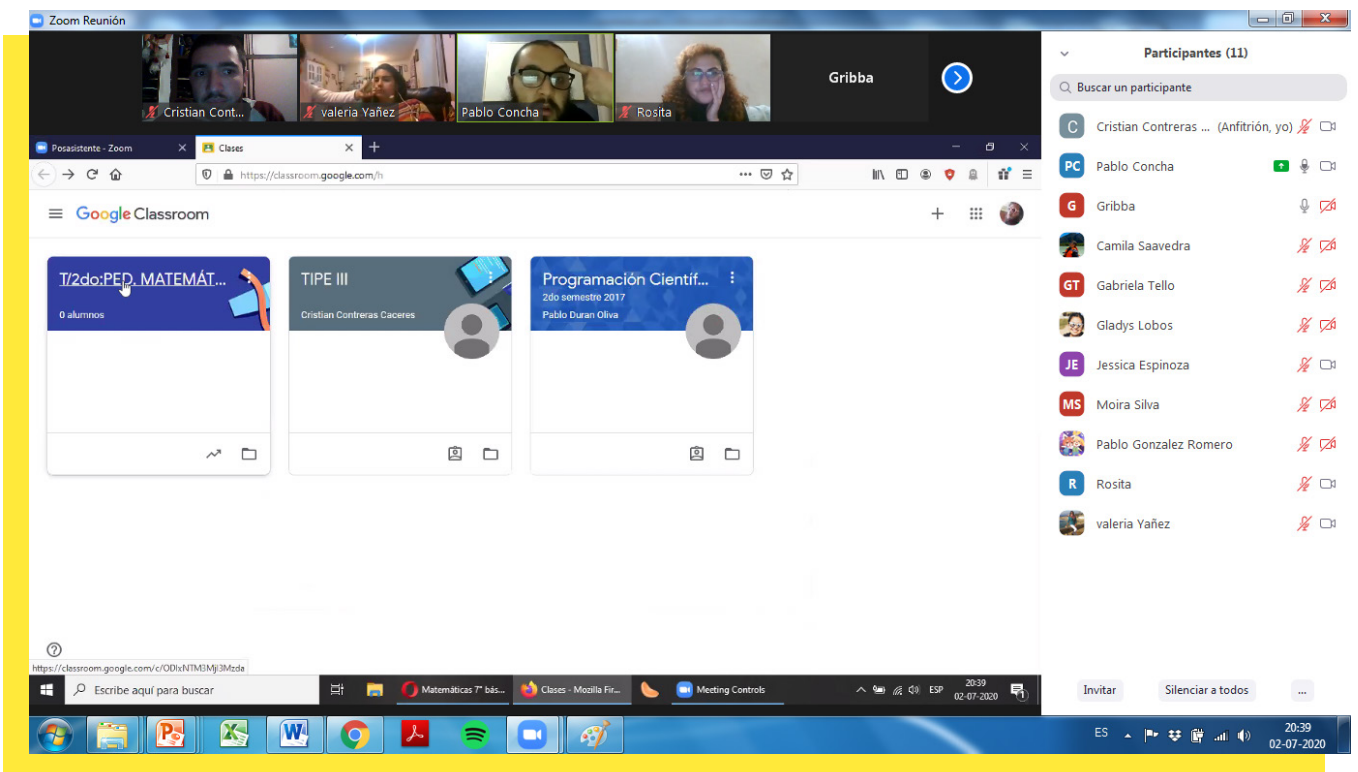 Zoom Reunión
Cristian Cont...
valeria Yañez
Pablo Concha
Rosita
Gribba
Posasistente - Zoom
Clases
https://classroom.google.com/h
Google Classroom
T/2do:PED. MATEMÁT...
0 alumnos
TIPE III
Cristian Contreras Caceres
Programación Científ...
2do semestre 2017
Pablo Duran Oliva
https://classroom.google.com/c/ODIxNTM3MjI3Mzda
Escribe aquí para buscar
Matemáticas 7° bás...
Clases - Mozilla Fir...
Meeting Controls
ESP
20:39
02-07-2020
Participantes (11)
Buscar un participante
C Cristian Contreras ... (Anfitrión, yo)
PC Pablo Concha
G Gribba
Camila Saavedra
GT Gabriela Tello
Gladys Lobos
JE Jessica Espinoza
MS Moira Silva
Pablo Gonzalez Romero
R Rosita
valeria Yañez
Invitar
Silenciar a todos
...
ES
20:39
02-07-2020